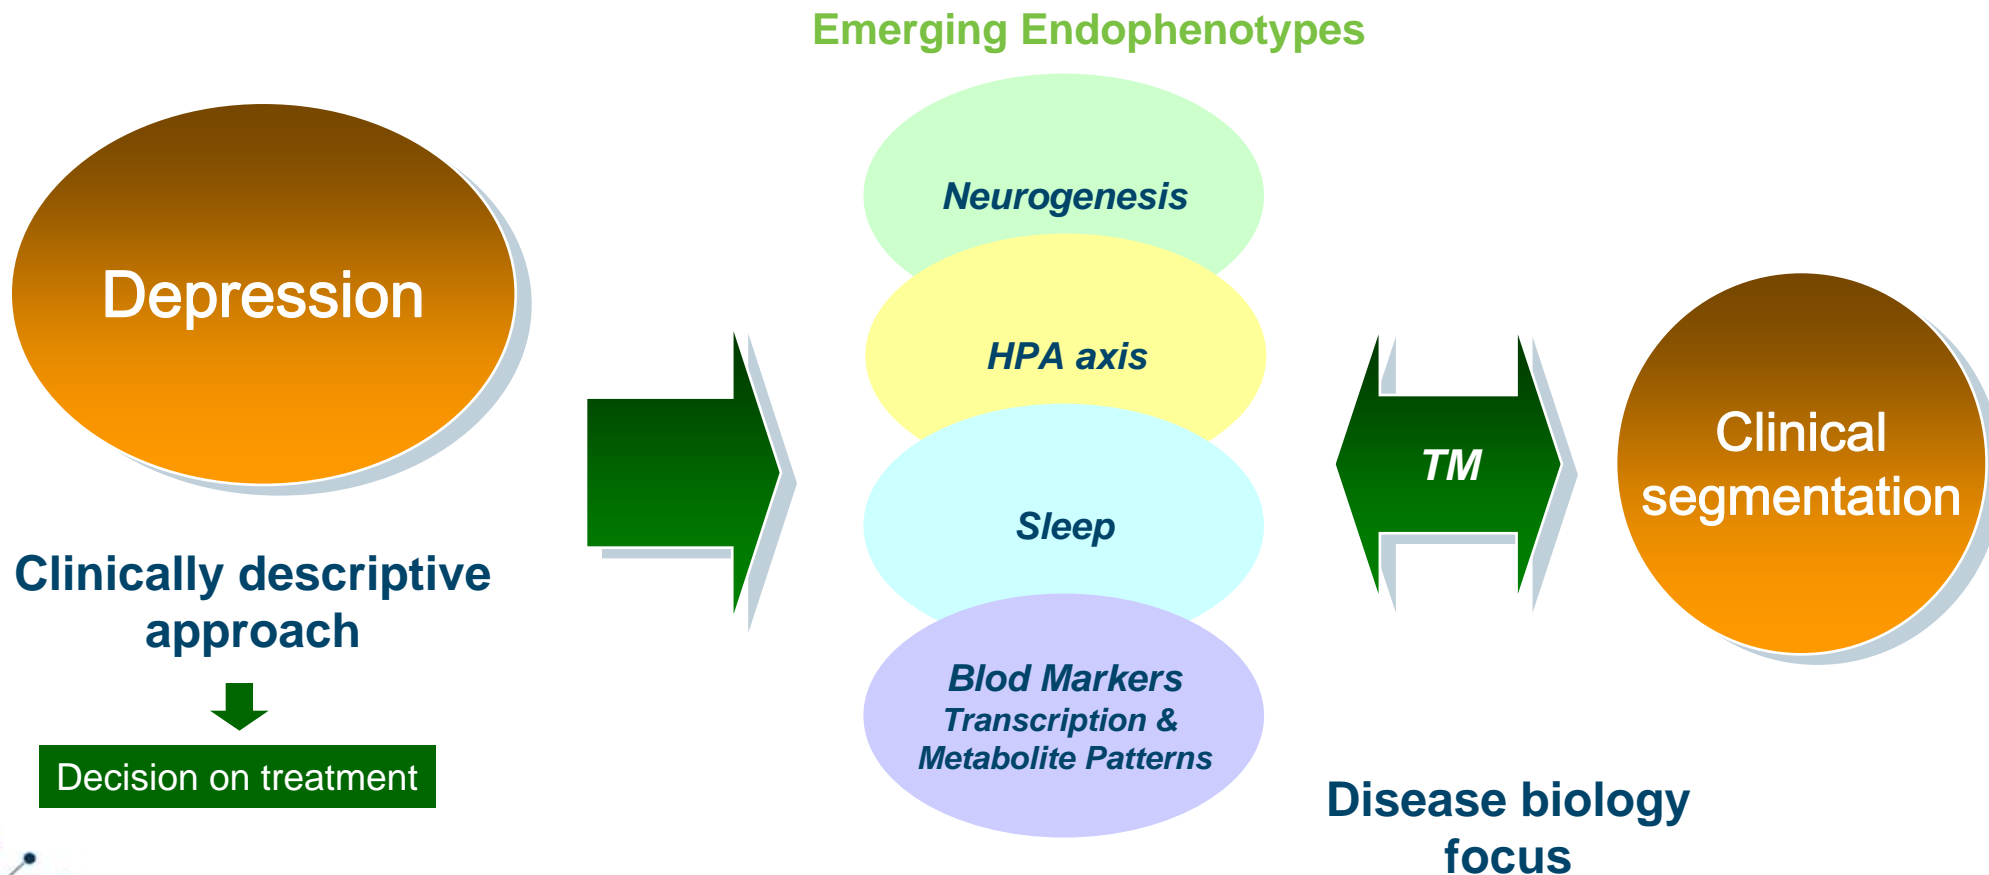 Emerging Endophenotypes
Depression
Clinically descriptive
approach
Decision on treatment
Neurogenesis
HPA axis
Sleep
Blod Markers
Transcription &
Metabolite Patterns
TM
Clinical
segmentation
Disease biology
focus